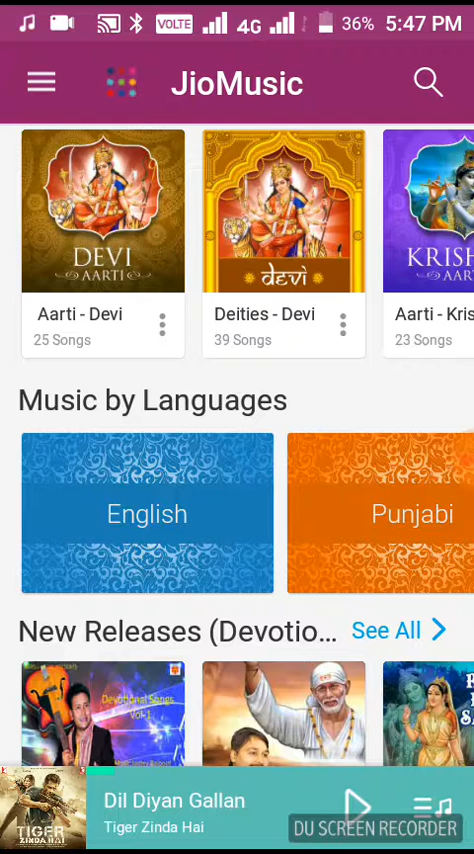 VOLTE 4G 36% 5:47 PM
JioMusic
DEVI
AARTI
देवी
KRISH
AARTI
Aarti - Devi
25 Songs
Deities - Devi
39 Songs
Aarti - Kris
23 Songs
Music by Languages
English
Punjabi
New Releases (Devotio...
See All
Devotional Songs
Vol-1
TIGER
ZINDA HAI
Dil Diyan Gallan
Tiger Zinda Hai
DU SCREEN RECORDER